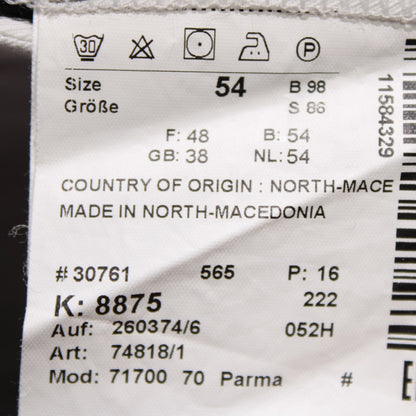 30 P
Size 54 B 98
Größe S 86
F: 48 B: 54
GB: 38 NL: 54
COUNTRY OF ORIGIN : NORTH-MACE
MADE IN NORTH-MACEDONIA
# 30761 565 P: 16
K: 8875 222
Auf: 260374/6 052H
Art: 74818/1
Mod: 71700 70 Parma #
11584329